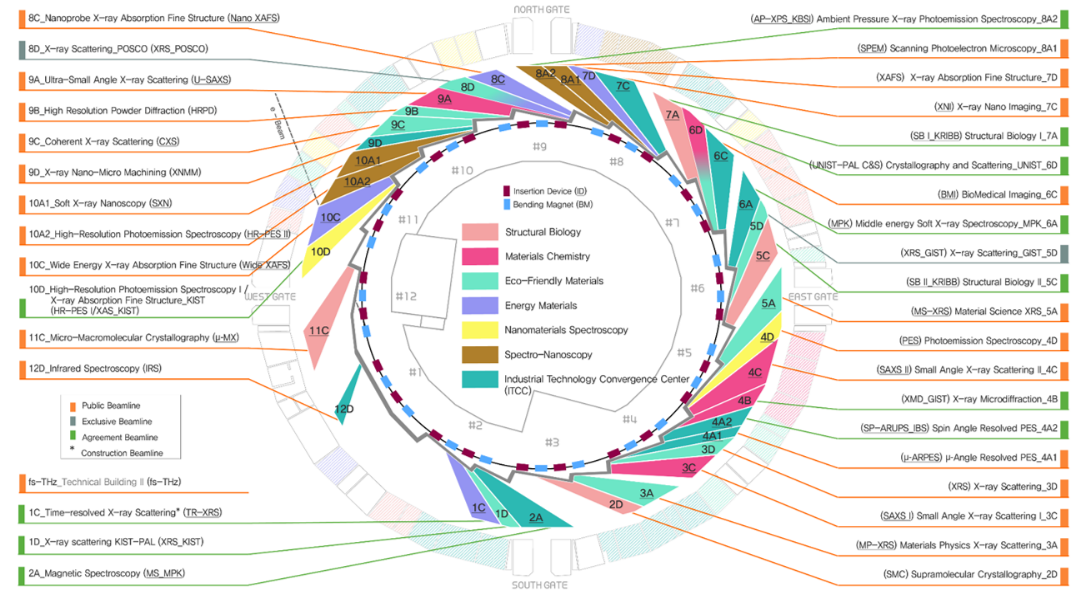 NORTH GATE
8C_Nanoprobe X-ray Absorption Fine Structure (Nano XAFS)
8D_X-ray Scattering_POSCO (XRS_POSCO)
9A_Ultra-Small Angle X-ray Scattering (U-SAXS)
9B_High Resolution Powder Diffraction (HRPD)
9C_Coherent X-ray Scattering (CXS)
9D_X-ray Nano-Micro Machining (XNMM)
10A1_Soft X-ray Nanoscopy (SXN)
10A2_High-Resolution Photoemission Spectroscopy (HR-PES II)
10C_Wide Energy X-ray Absorption Fine Structure (Wide XAFS)
10D_High-Resolution Photoemission Spectroscopy I /
X-ray Absorption Fine Structure_KIST
(HR-PES I/XAS_KIST)
11C_Micro-Macromolecular Crystallography (μ-MX)
12D_Infrared Spectroscopy (IRS)
Public Beamline
Exclusive Beamline
Agreement Beamline
* Construction Beamline
fs-THz_Technical Building II (fs-THz)
1C_Time-resolved X-ray Scattering* (TR-XRS)
1D_X-ray scattering KIST-PAL (XRS_KIST)
2A_Magnetic Spectroscopy (MS_MPK)
(AP-XPS_KBSI) Ambient Pressure X-ray Photoemission Spectroscopy_8A2
(SPEM) Scanning Photoelectron Microscopy_8A1
(XAFS) X-ray Absorption Fine Structure_7D
(XNI) X-ray Nano Imaging_7C
(SB I_KRIBB) Structural Biology I_7A
(UNIST-PAL C&S) Crystallography and Scattering_UNIST_6D
(BMI) BioMedical Imaging_6C
(MPK) Middle energy Soft X-ray Spectroscopy_MPK_6A
(XRS_GIST) X-ray Scattering_GIST_5D
(SB II_KRIBB) Structural Biology II_5C
(MS-XRS) Material Science XRS_5A
(PES) Photoemission Spectroscopy_4D
(SAXS II) Small Angle X-ray Scattering II_4C
(XMD_GIST) X-ray Microdiffraction_4B
(SP-ARUPS_IBS) Spin Angle Resolved PES_4A2
(μ-ARPES) μ-Angle Resolved PES_4A1
(XRS) X-ray Scattering_3D
(SAXS I) Small Angle X-ray Scattering I_3C
(MP-XRS) Materials Physics X-ray Scattering_3A
(SMC) Supramolecular Crystallography_2D
8C
8D
9A
9B
9C
9D
10A1
10A2
10C
10D
11C
12D
1C
1D
2A
2D
3A
3C
3D
4A1
4A2
4B
4C
4D
5A
5C
5D
6A
6C
6D
7A
7C
7D
8A1
8A2
e - Beam
WEST GATE
EAST GATE
SOUTH GATE
#1
#2
#3
#4
#5
#6
#7
#8
#9
#10
#11
#12
Insertion Device (ID)
Bending Magnet (BM)
Structural Biology
Materials Chemistry
Eco-Friendly Materials
Energy Materials
Nanomaterials Spectroscopy
Spectro-Nanoscopy
Industrial Technology Convergence Center
(ITCC)